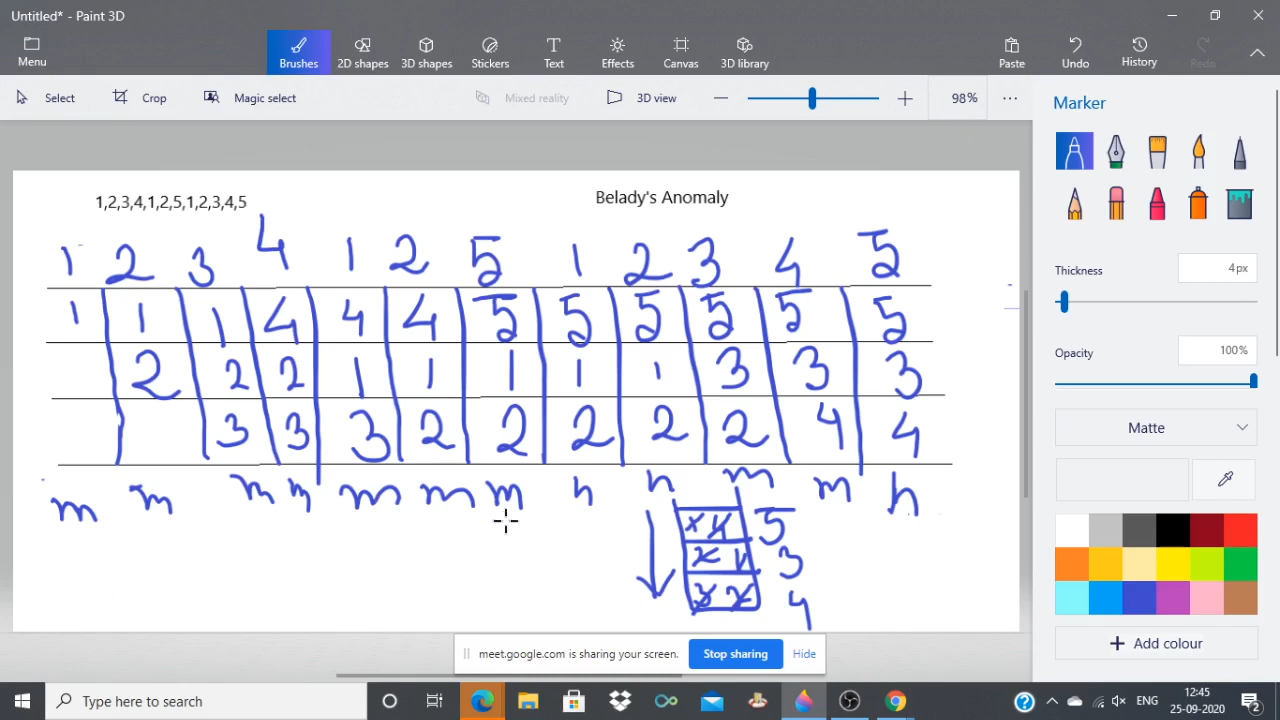 Untitled* - Paint 3D
Menu
Brushes 2D shapes 3D shapes Stickers Text Effects Canvas 3D library Paste Undo History Redo
Select Crop Magic select Mixed reality 3D view 98%
Marker
Thickness 4px
Opacity 100%
Matte
Add colour
1,2,3,4,1,2,5,1,2,3,4,5
Belady's Anomaly
1 2 3 4 1 2 5 1 2 3 4 5
1 1 1 4 4 4 5 5 5 5 5 5
2 2 2 1 1 1 1 1 3 3 3
3 3 3 2 2 2 2 2 4 4
m m m m m m m h h m m h
1 4 5
2 1 3
3 2 4
meet.google.com is sharing your screen. Stop sharing Hide
Type here to search
ENG
12:45
25-09-2020
2